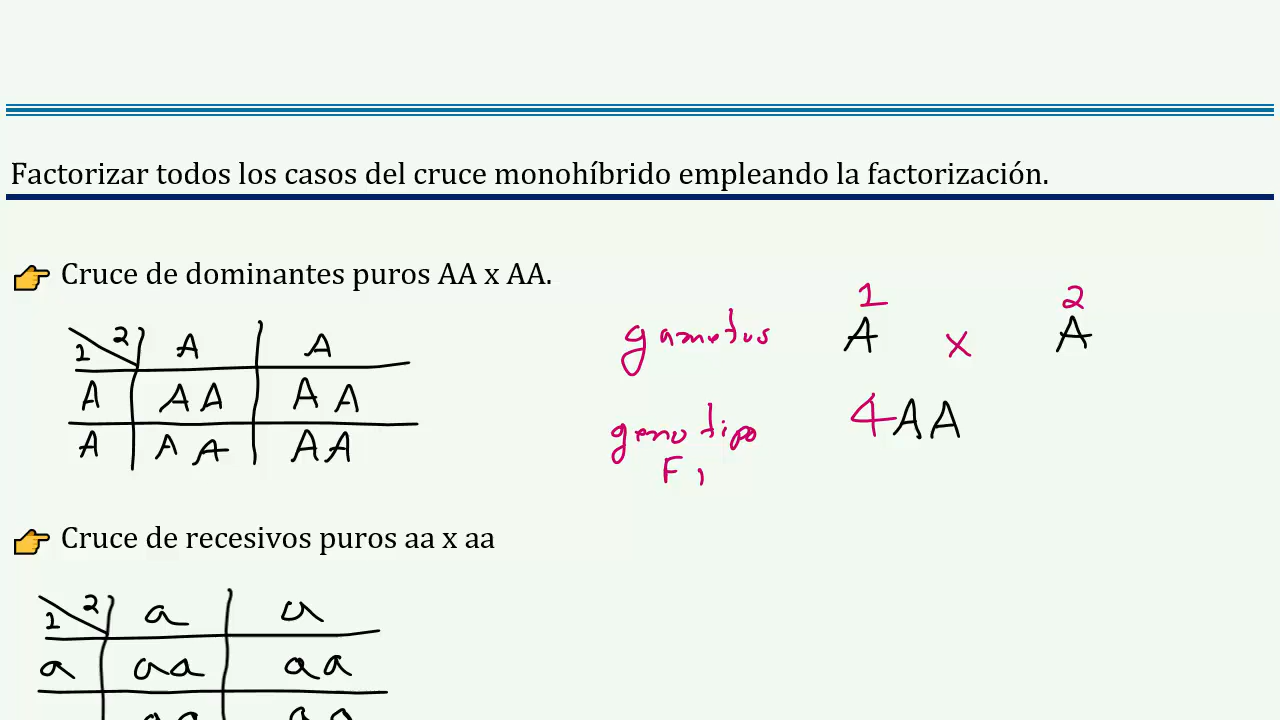 Factorizar todos los casos del cruce monohíbrido empleando la factorización.
Cruce de dominantes puros AA x AA.
1 2 A A
A AA AA
A AA AA
1 2
gametos A x A
genotipo 4AA
F1
Cruce de recesivos puros aa x aa
1 2 a a
a aa aa
aa aa